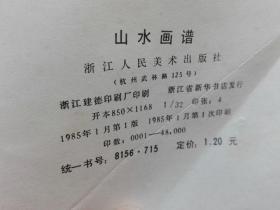 山水画谱
浙江人民美术出版社
(杭州武林路125号)
浙江建德印刷厂印刷 浙江省新华书店发行
开本850×1168 1/32 印张:4
1985年1月第1版 1985年1月第1次印刷
印数:0001—48,000
统一书号:8156·715 定价:1.20 元